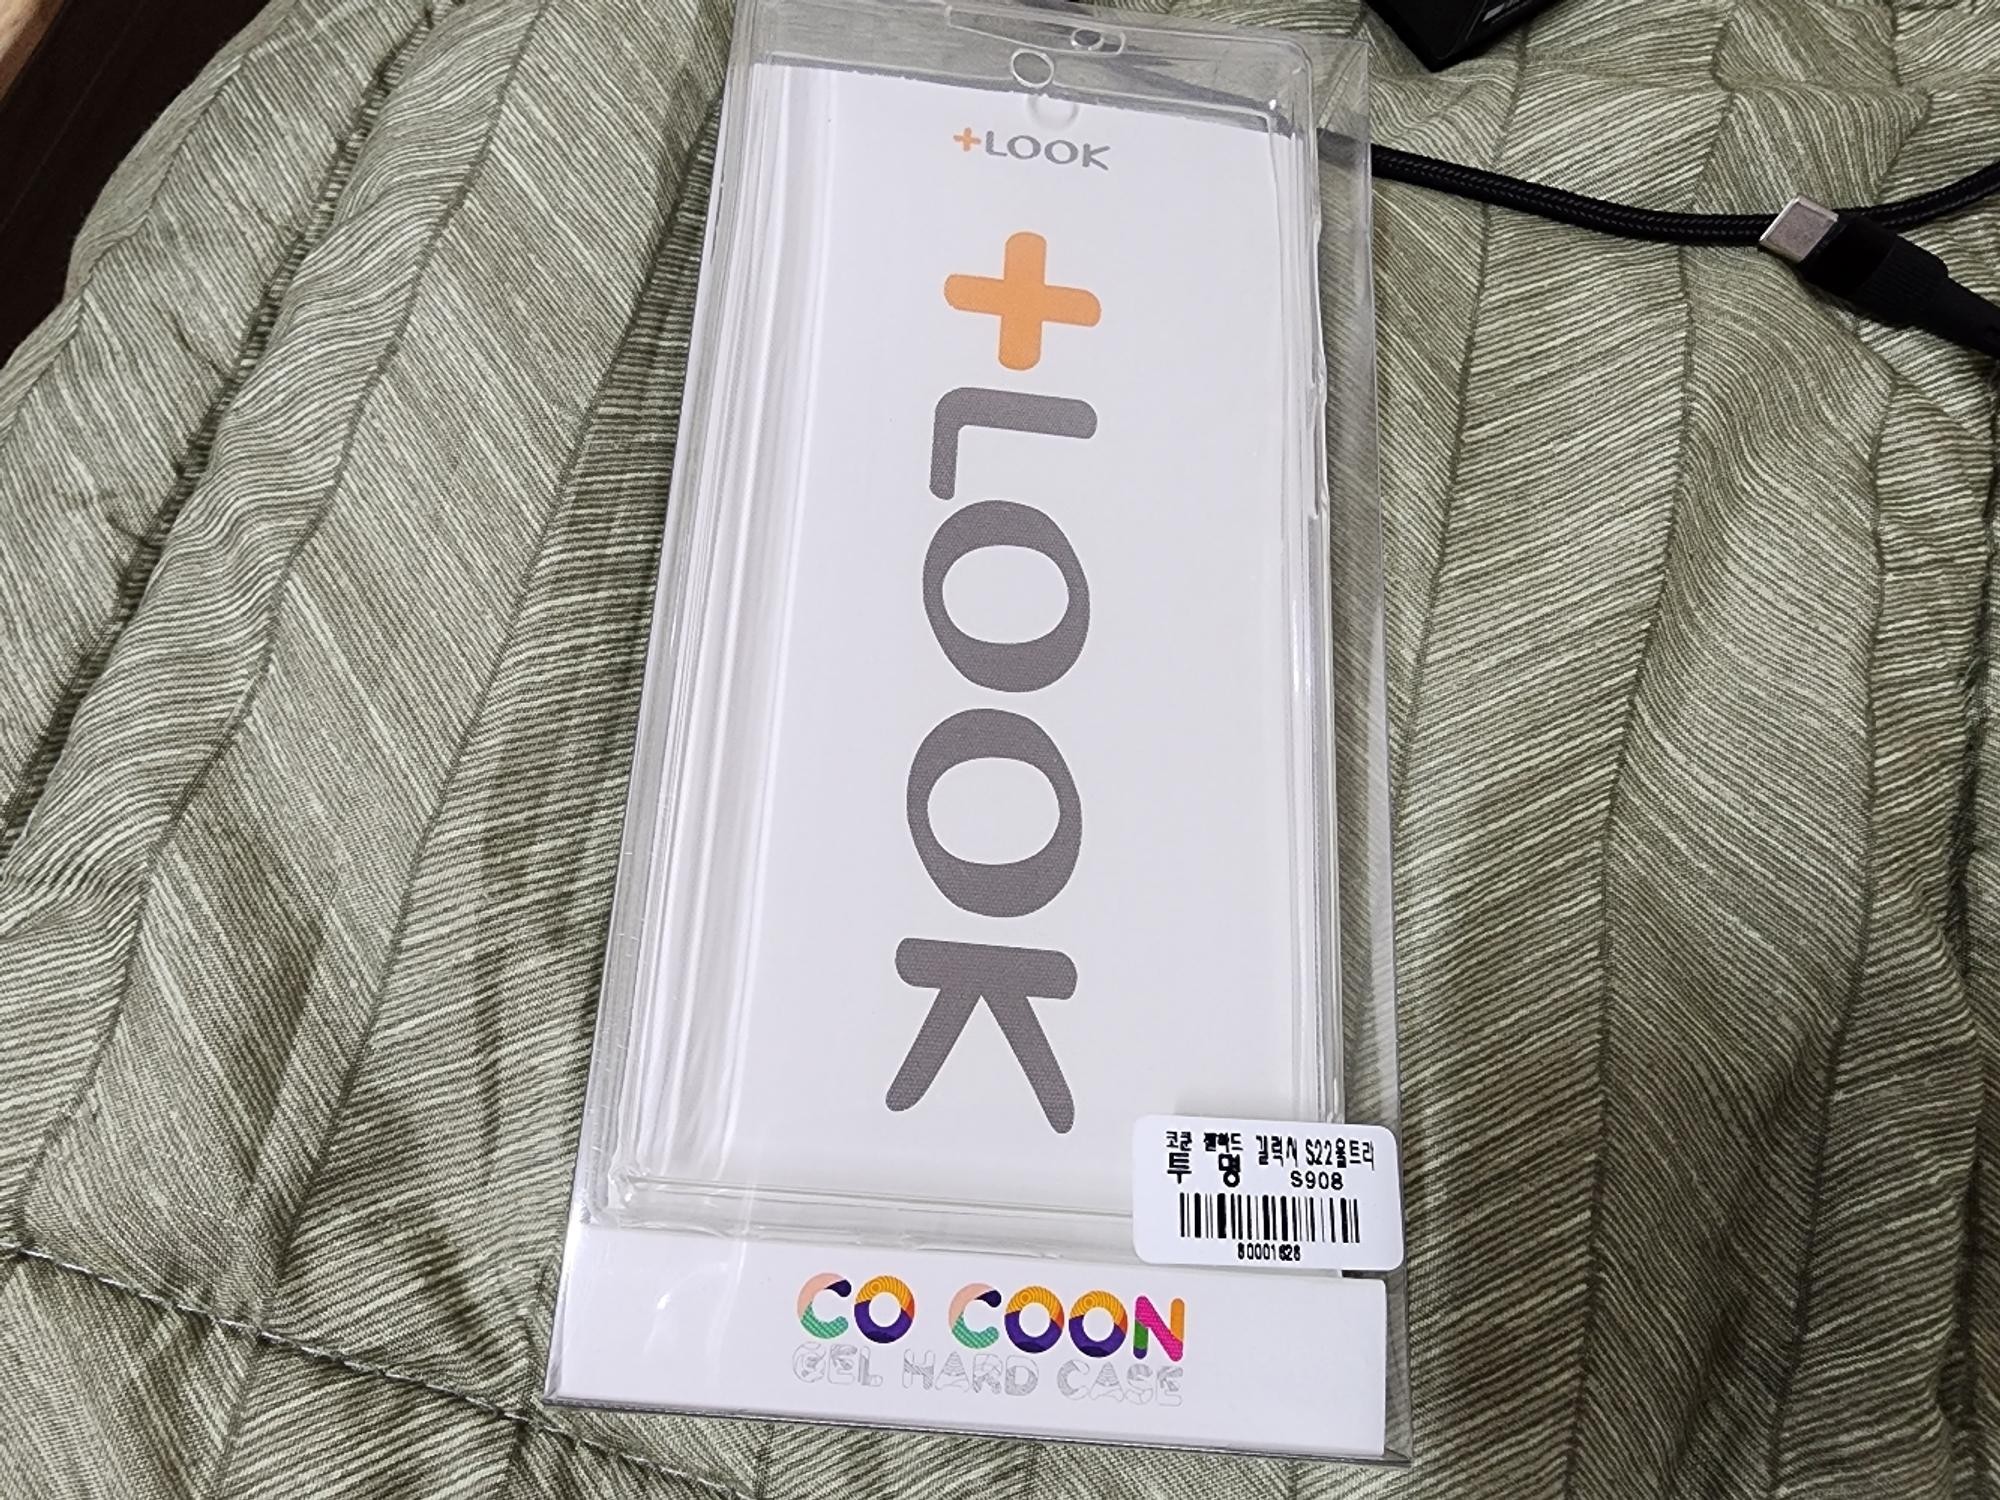 +LOOK
+LOOK
코쿤 젤하드 갤럭시 S22울트라
투 명 S908
80001626
CO COON
GEL HARD CASE